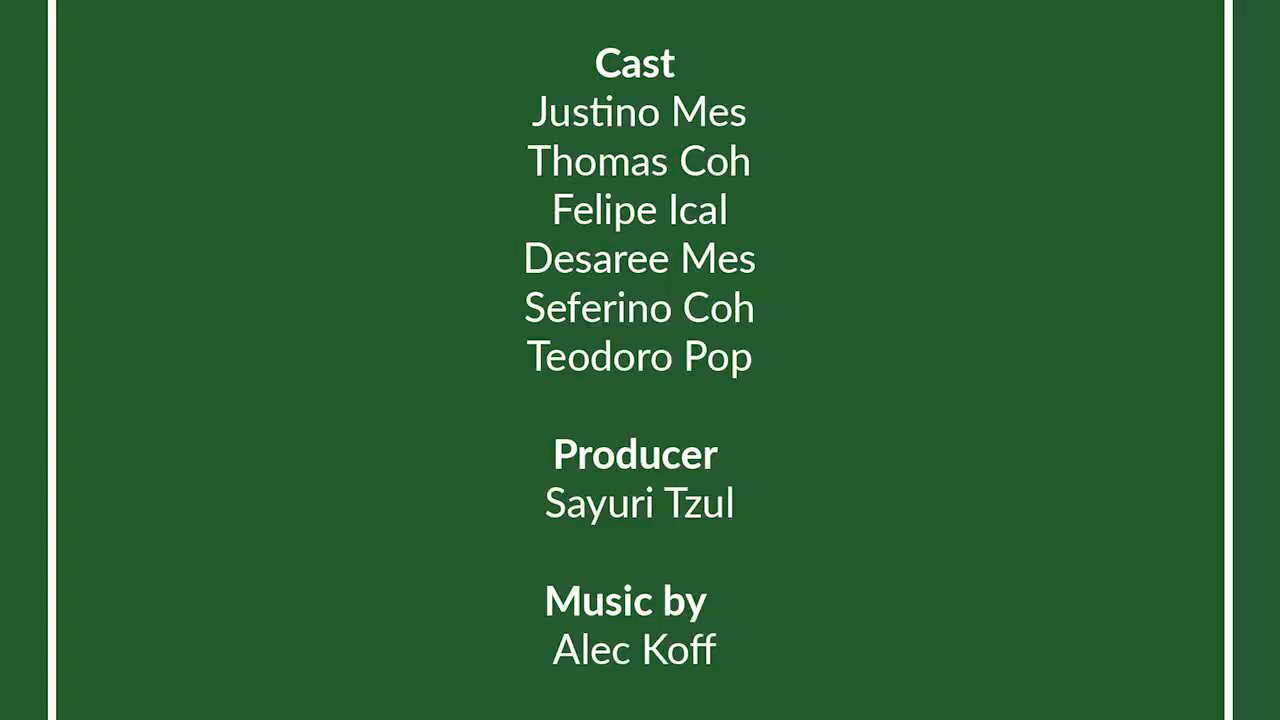 Cast
Justino Mes
Thomas Coh
Felipe Ical
Desaree Mes
Seferino Coh
Teodoro Pop
Producer
Sayuri Tzul
Music by
Alec Koff